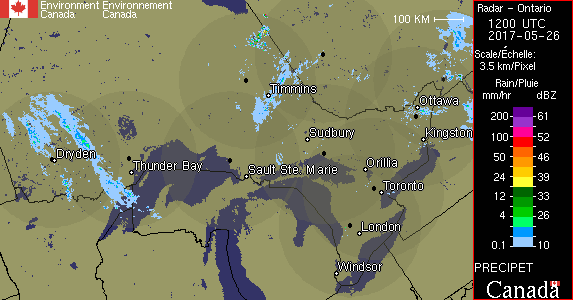 Environment Environnement
Canada Canada
100 KM
Timmins
Ottawa
Sudbury
Kingston
Dryden
Thunder Bay
Sault Ste. Marie
Orillia
Toronto
London
Windsor
Radar - Ontario
1200 UTC
2017-05-26
Scale/Échelle:
3.5 km/Pixel
Rain/Pluie
mm/hr dBZ
200 61
100 52
50 46
24 39
12 33
4 26
0.1 10
PRECIPET
Canada